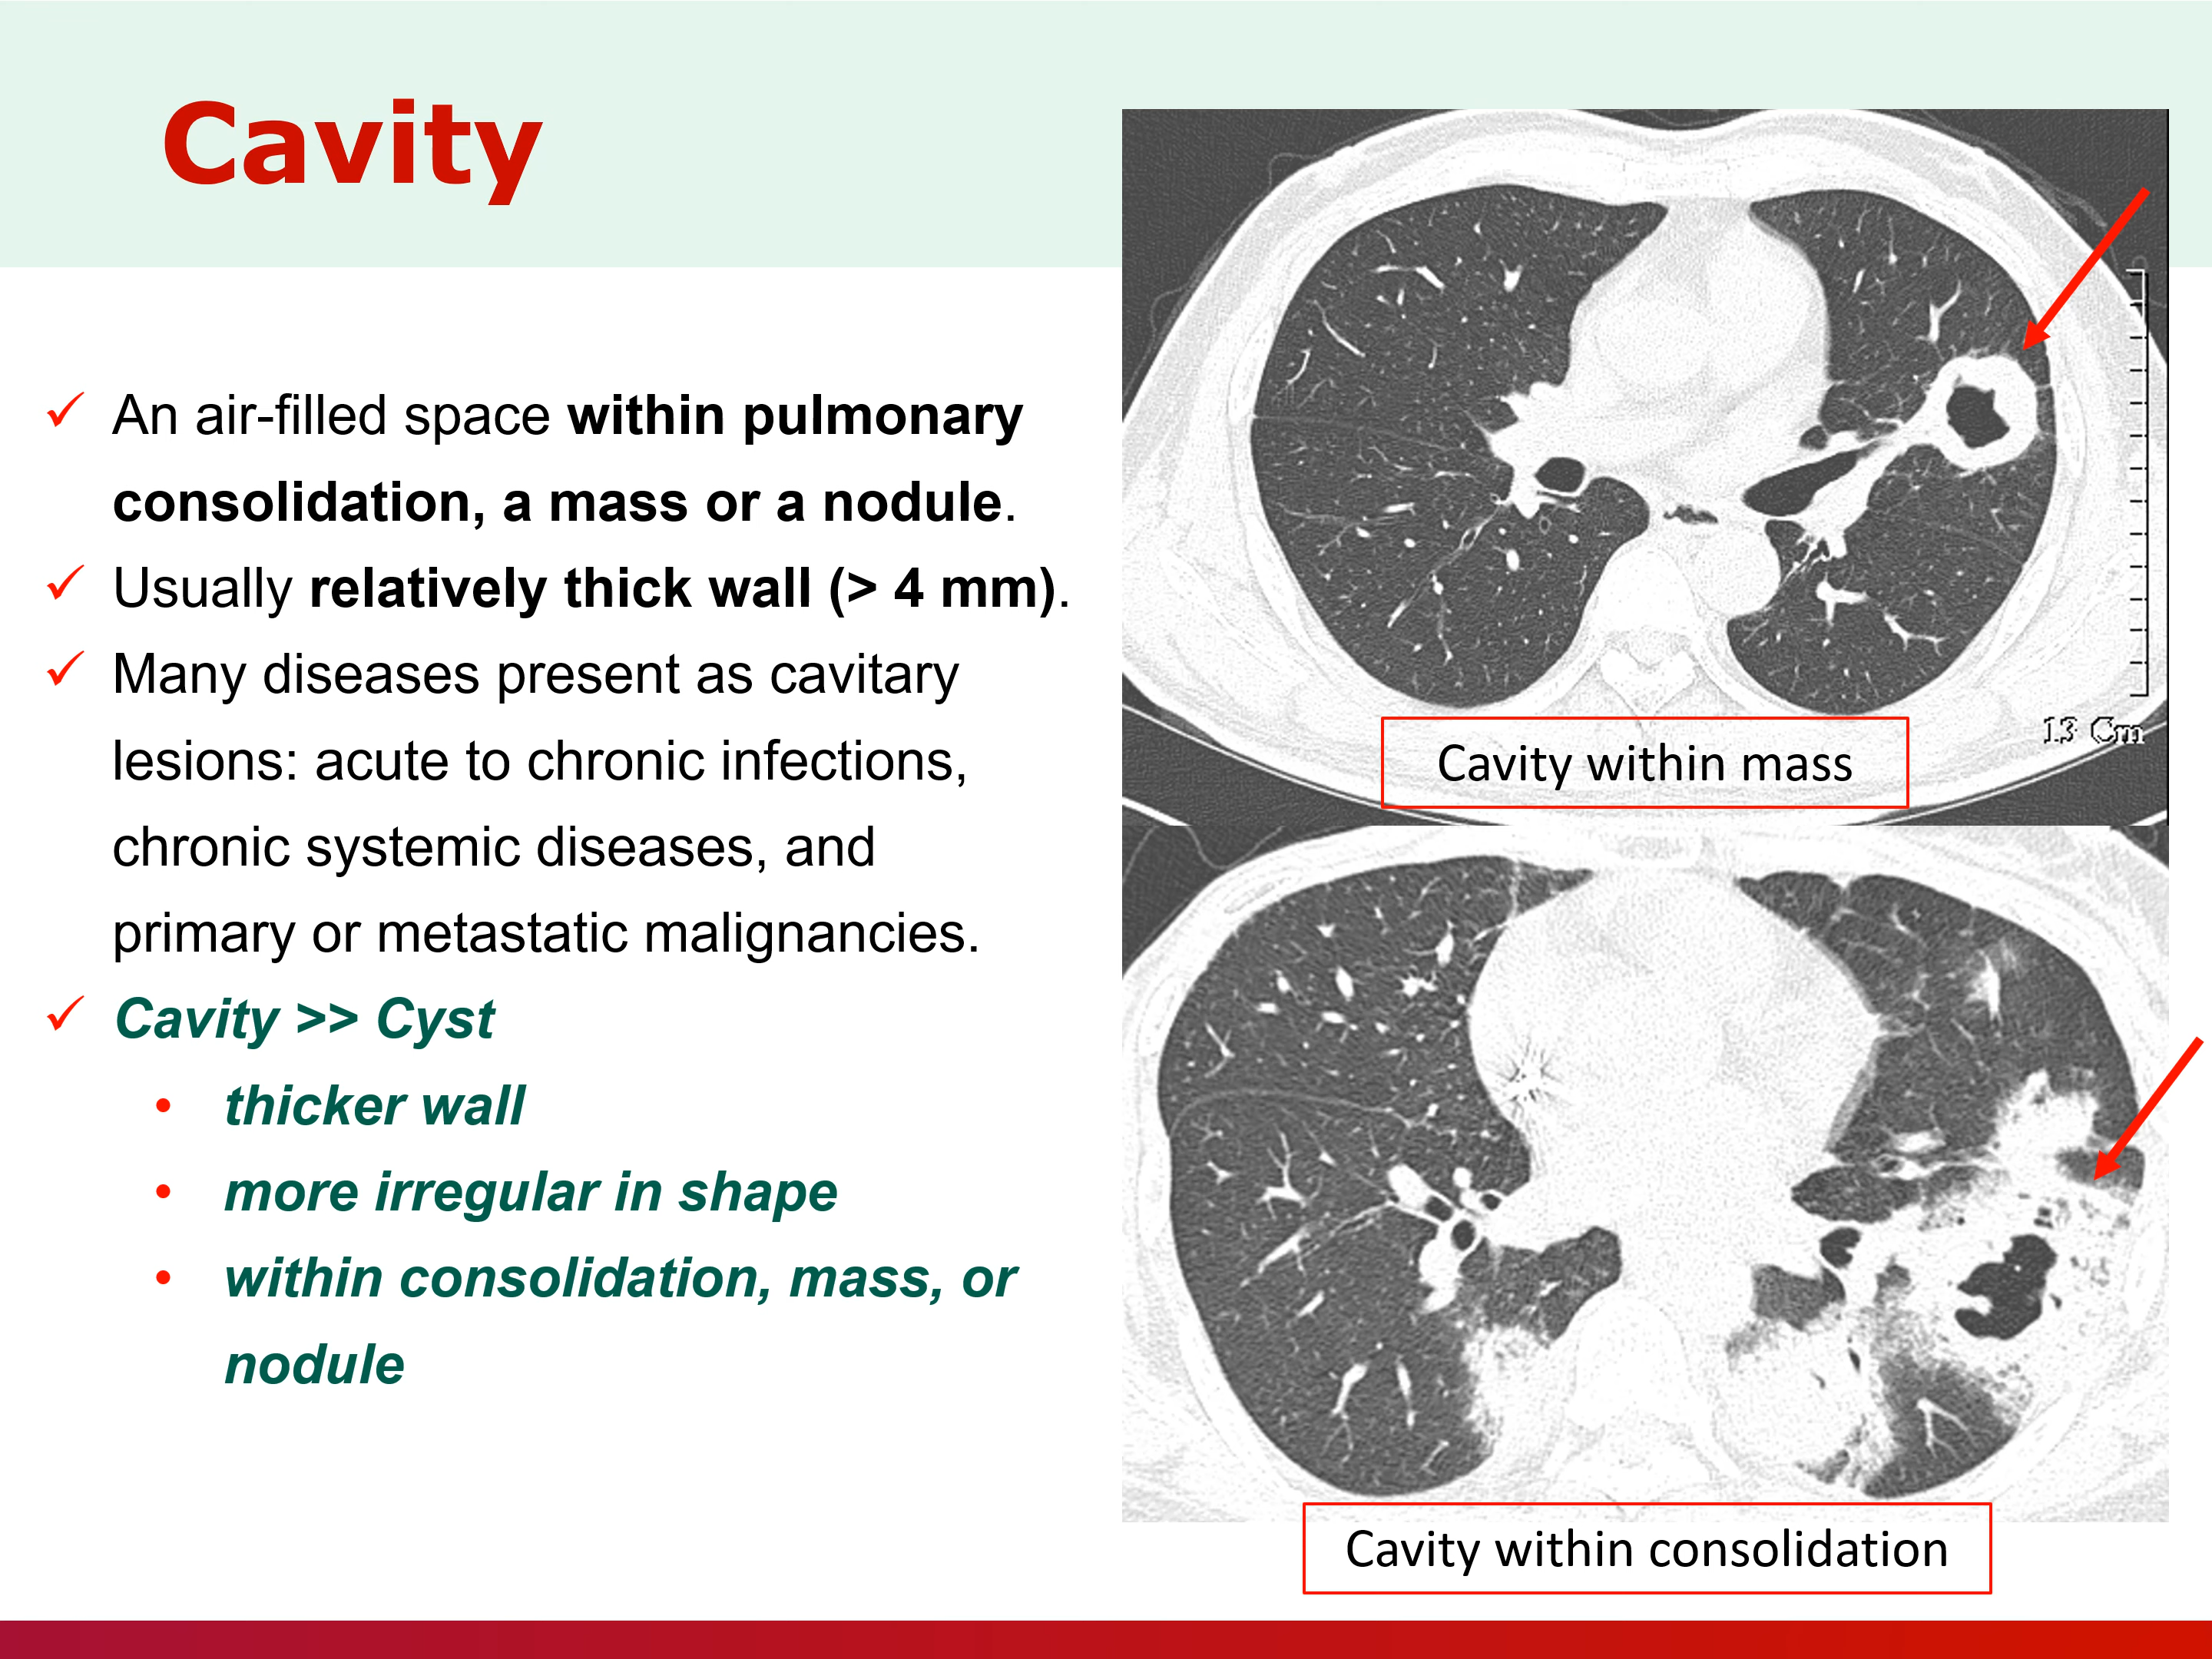 Cavity
✓ An air-filled space within pulmonary
consolidation, a mass or a nodule.
✓ Usually relatively thick wall (> 4 mm).
✓ Many diseases present as cavitary
lesions: acute to chronic infections,
chronic systemic diseases, and
primary or metastatic malignancies.
✓ Cavity >> Cyst
• thicker wall
• more irregular in shape
• within consolidation, mass, or
nodule
13 Cm
Cavity within mass
Cavity within consolidation